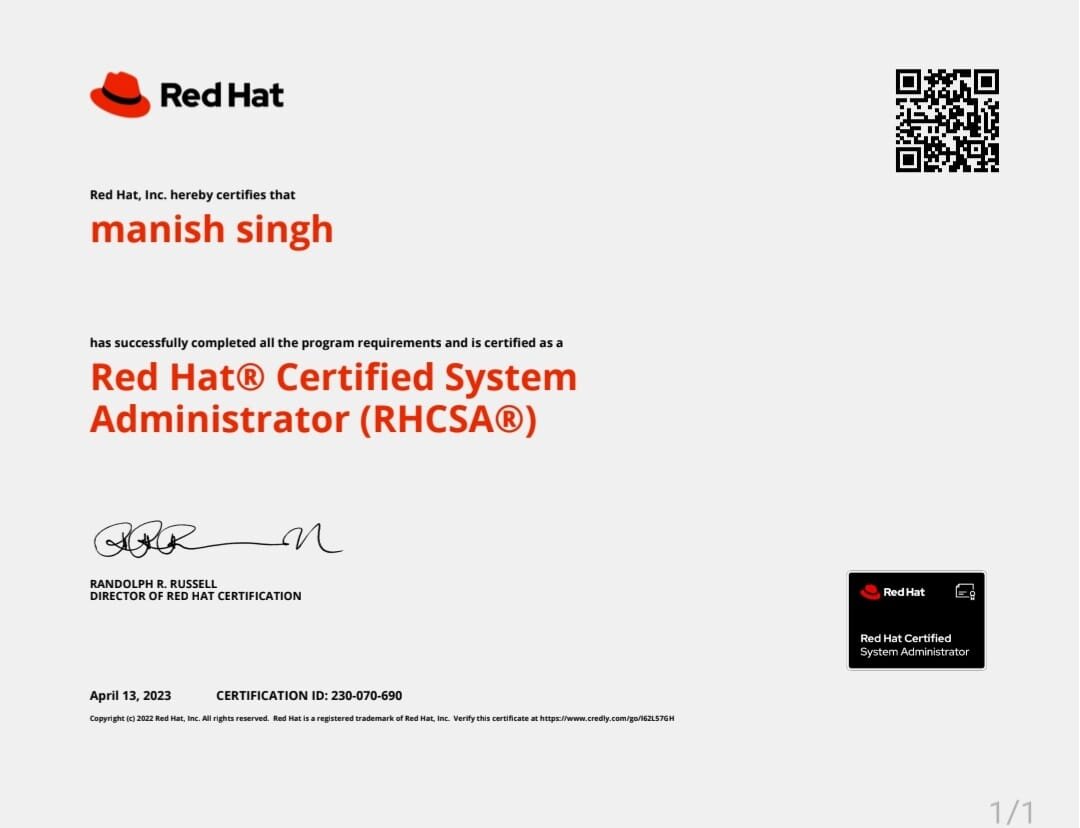 Red Hat
Red Hat, Inc. hereby certifies that
manish singh
has successfully completed all the program requirements and is certified as a
Red Hat® Certified System
Administrator (RHCSA®)
RANDOLPH R. RUSSELL
DIRECTOR OF RED HAT CERTIFICATION
Red Hat
Red Hat Certified
System Administrator
April 13, 2023 CERTIFICATION ID: 230-070-690
Copyright (c) 2022 Red Hat, Inc. All rights reserved. Red Hat is a registered trademark of Red Hat, Inc. Verify this certificate at https://www.credly.com/go/I62L57GH
1/1